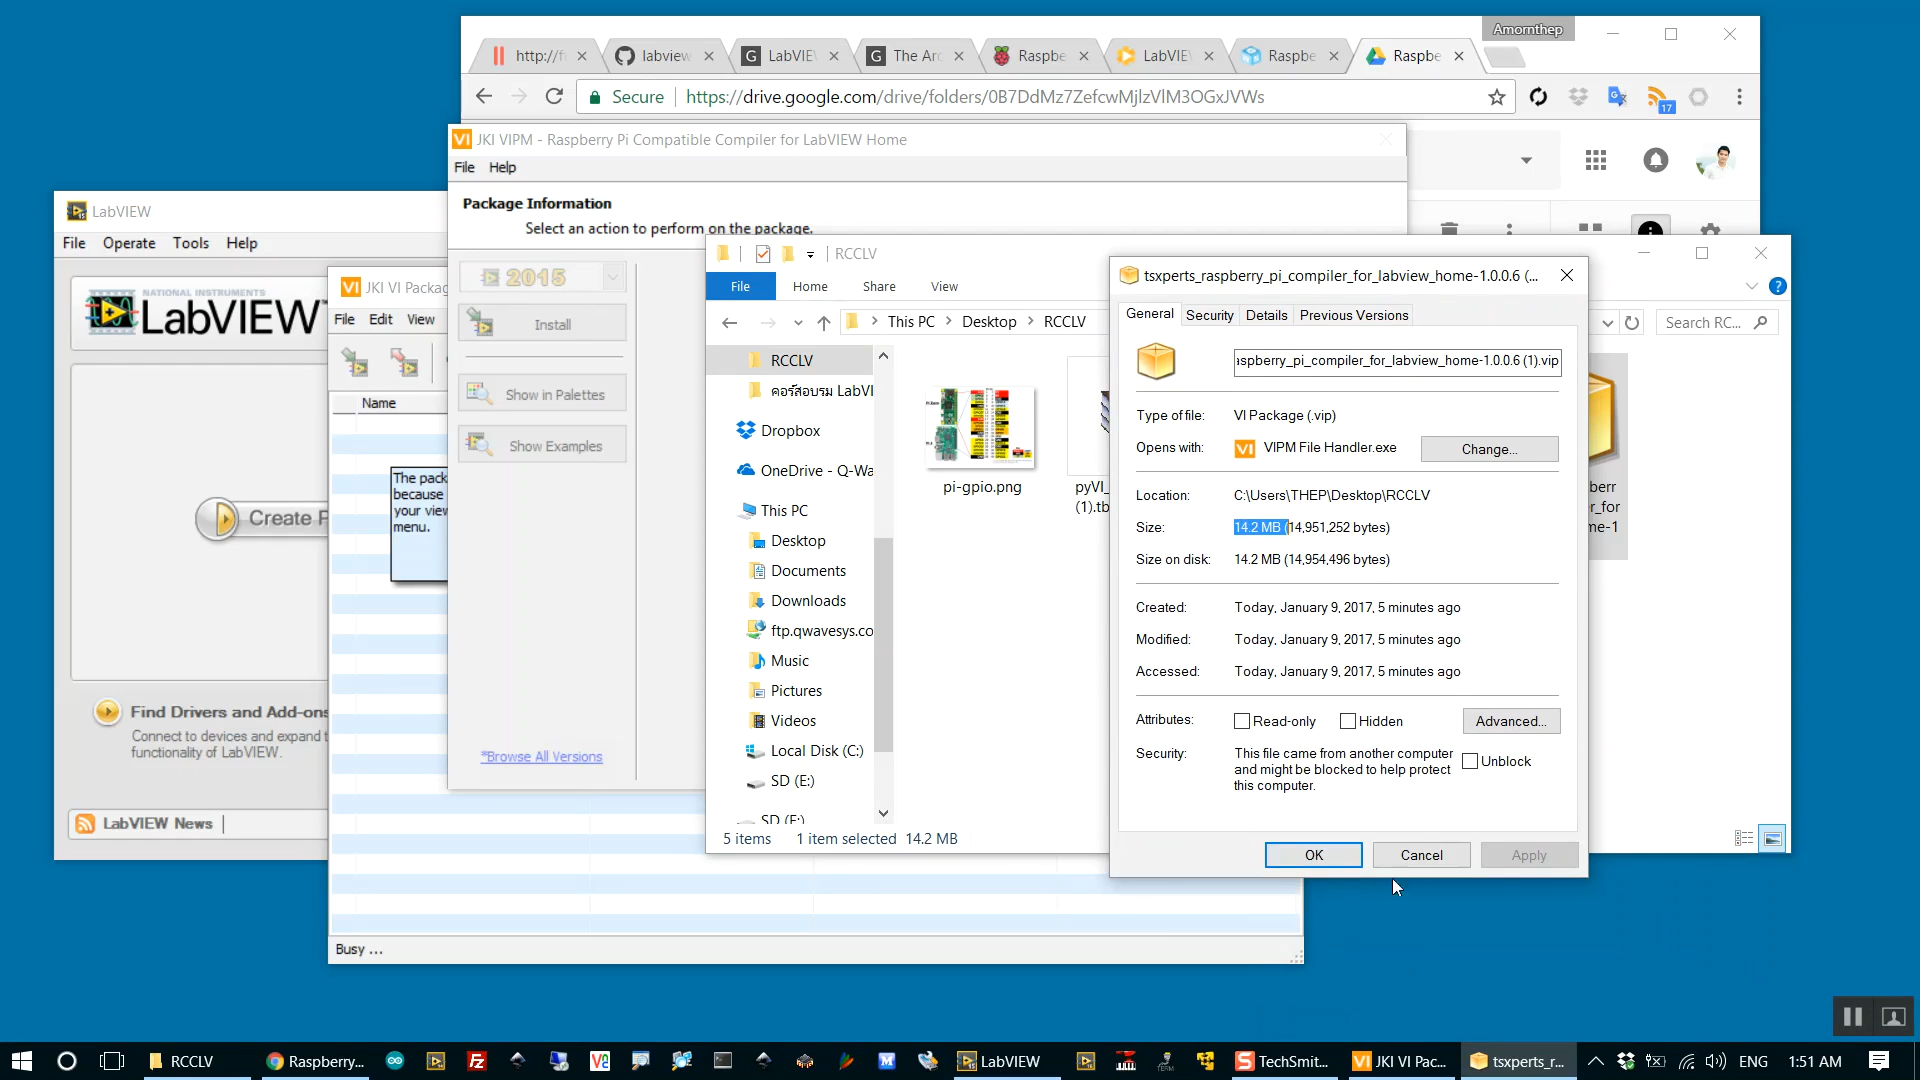 Amornthep
http://f
labview
LabVIE
The Arc
Raspbe
LabVIE
Raspbe
Raspbe
Secure
https://drive.google.com/drive/folders/0B7DdMz7ZefcwMjlzVlM3OGxJVWs
17
JKI VIPM - Raspberry Pi Compatible Compiler for LabVIEW Home
File Help
Package Information
Select an action to perform on the package.
2015
Install
Show in Palettes
Show Examples
*Browse All Versions
LabVIEW
File Operate Tools Help
NATIONAL INSTRUMENTS
LabVIEW™
Create P
Find Drivers and Add-ons
Connect to devices and expand t
functionality of LabVIEW.
LabVIEW News
JKI VI Packag
File Edit View
Name
The pack
because
your view
menu.
Busy ...
RCCLV
File Home Share View
This PC Desktop RCCLV
Search RC...
RCCLV
คอร์สอบรม LabVI
Dropbox
OneDrive - Q-Wa
This PC
Desktop
Documents
Downloads
ftp.qwavesys.co
Music
Pictures
Videos
Local Disk (C:)
SD (E:)
SD (E:)
pi-gpio.png
pyVI_
(1).tb
berr
r_for
me-1
5 items 1 item selected 14.2 MB
tsxperts_raspberry_pi_compiler_for_labview_home-1.0.0.6 (...
General Security Details Previous Versions
aspberry_pi_compiler_for_labview_home-1.0.0.6 (1).vip
Type of file: VI Package (.vip)
Opens with: VIPM File Handler.exe
Change...
Location: C:\Users\THEP\Desktop\RCCLV
Size: 14.2 MB (14,951,252 bytes)
Size on disk: 14.2 MB (14,954,496 bytes)
Created: Today, January 9, 2017, 5 minutes ago
Modified: Today, January 9, 2017, 5 minutes ago
Accessed: Today, January 9, 2017, 5 minutes ago
Attributes: Read-only Hidden
Advanced...
Security: This file came from another computer
and might be blocked to help protect
this computer.
Unblock
OK Cancel Apply
RCCLV
Raspberry...
LabVIEW
TechSmit...
JKI VI Pac...
tsxperts_r...
ENG
1:51 AM